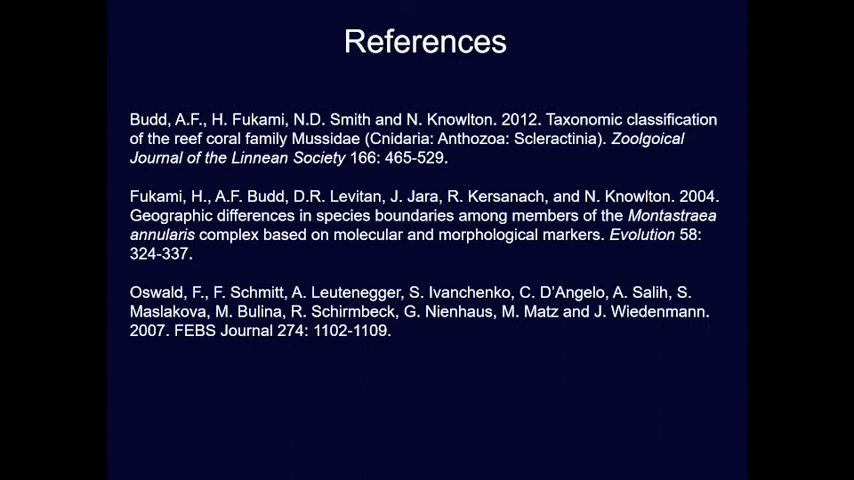 References
Budd, A.F., H. Fukami, N.D. Smith and N. Knowlton. 2012. Taxonomic classification
of the reef coral family Mussidae (Cnidaria: Anthozoa: Scleractinia). Zoolgoical
Journal of the Linnean Society 166: 465-529.
Fukami, H., A.F. Budd, D.R. Levitan, J. Jara, R. Kersanach, and N. Knowlton. 2004.
Geographic differences in species boundaries among members of the Montastraea
annularis complex based on molecular and morphological markers. Evolution 58:
324-337.
Oswald, F., F. Schmitt, A. Leutenegger, S. Ivanchenko, C. D'Angelo, A. Salih, S.
Maslakova, M. Bulina, R. Schirmbeck, G. Nienhaus, M. Matz and J. Wiedenmann.
2007. FEBS Journal 274: 1102-1109.